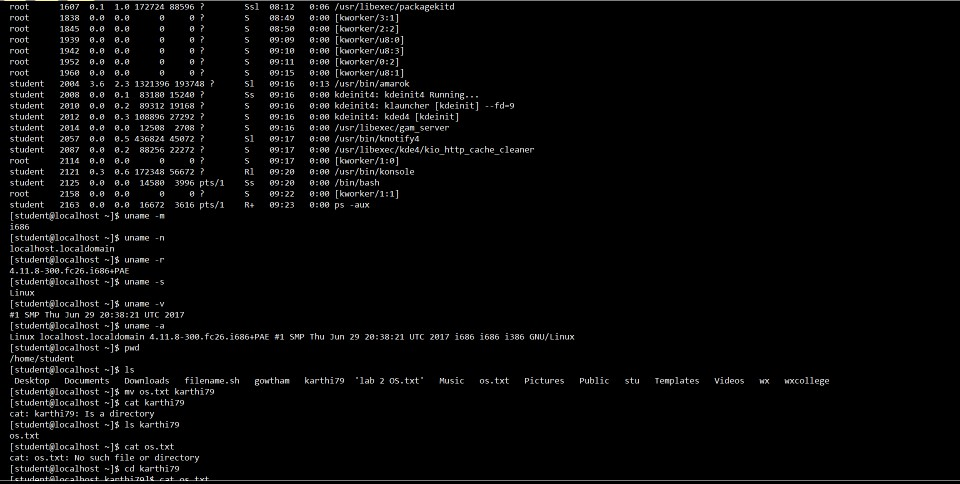 root 1607 0.1 1.0 172724 88596 ? Ssl 08:12 0:06 /usr/libexec/packagekitd
root 1838 0.0 0.0 0 0 ? S 08:49 0:00 [kworker/3:1]
root 1845 0.0 0.0 0 0 ? S 08:50 0:00 [kworker/2:2]
root 1939 0.0 0.0 0 0 ? S 09:09 0:00 [kworker/u8:0]
root 1942 0.0 0.0 0 0 ? S 09:10 0:00 [kworker/u8:3]
root 1952 0.0 0.0 0 0 ? S 09:11 0:00 [kworker/0:2]
root 1960 0.0 0.0 0 0 ? S 09:15 0:00 [kworker/u8:1]
student 2004 3.6 2.3 1321396 193748 ? Sl 09:16 0:13 /usr/bin/amarok
student 2008 0.0 0.1 83180 15240 ? Ss 09:16 0:00 kdeinit4: kdeinit4 Running...
student 2010 0.0 0.2 89312 19168 ? S 09:16 0:00 kdeinit4: klauncher [kdeinit] --fd=9
student 2012 0.0 0.3 108896 27292 ? S 09:16 0:00 kdeinit4: kded4 [kdeinit]
student 2014 0.0 0.0 12508 2708 ? S 09:16 0:00 /usr/libexec/gam_server
student 2057 0.0 0.5 436824 45072 ? Sl 09:17 0:00 /usr/bin/knotify4
student 2087 0.0 0.2 88256 22272 ? S 09:17 0:00 /usr/libexec/kde4/kio_http_cache_cleaner
root 2114 0.0 0.0 0 0 ? S 09:17 0:00 [kworker/1:0]
student 2121 0.3 0.6 172348 56672 ? Rl 09:20 0:00 /usr/bin/konsole
student 2125 0.0 0.0 14580 3996 pts/1 Ss 09:20 0:00 /bin/bash
root 2158 0.0 0.0 0 0 ? S 09:22 0:00 [kworker/1:1]
student 2163 0.0 0.0 16672 3616 pts/1 R+ 09:23 0:00 ps -aux
[student@localhost ~]$ uname -m
i686
[student@localhost ~]$ uname -n
localhost.localdomain
[student@localhost ~]$ uname -r
4.11.8-300.fc26.i686+PAE
[student@localhost ~]$ uname -s
Linux
[student@localhost ~]$ uname -v
#1 SMP Thu Jun 29 20:38:21 UTC 2017
[student@localhost ~]$ uname -a
Linux localhost.localdomain 4.11.8-300.fc26.i686+PAE #1 SMP Thu Jun 29 20:38:21 UTC 2017 i686 i686 i386 GNU/Linux
[student@localhost ~]$ pwd
/home/student
[student@localhost ~]$ ls
Desktop Documents Downloads filename.sh gowtham karthi79 'lab 2 OS.txt' Music os.txt Pictures Public stu Templates Videos wx wxcollege
[student@localhost ~]$ mv os.txt karthi79
[student@localhost ~]$ cat karthi79
cat: karthi79: Is a directory
[student@localhost ~]$ ls karthi79
os.txt
[student@localhost ~]$ cat os.txt
cat: os.txt: No such file or directory
[student@localhost ~]$ cd karthi79
[student@localhost karthi79]$ cat os.txt